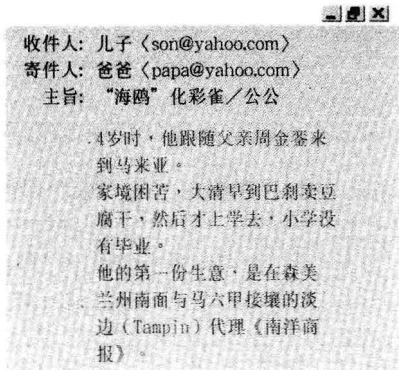 收件人: 儿子〈son@yahoo.com〉
寄件人: 爸爸〈papa@yahoo.com〉
主旨: “海鸥”化彩雀／公公
4岁时，他跟随父亲周金銮来
到马来亚。
家境困苦，大清早到巴刹卖豆
腐干，然后才上学去，小学没
有毕业。
他的第一份生意，是在森美
兰州南面与马六甲接壤的淡
边（Tampin）代理《南洋商
报》。